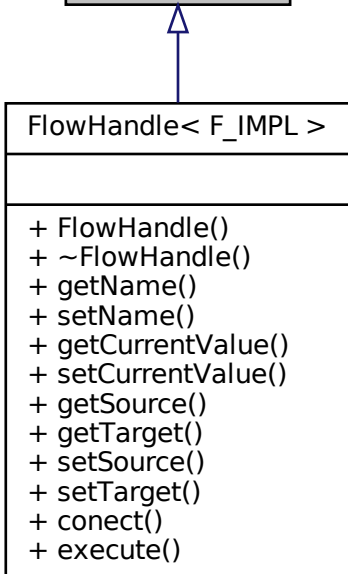 FlowHandle< F_IMPL >
+ FlowHandle()
+ ~FlowHandle()
+ getName()
+ setName()
+ getCurrentValue()
+ setCurrentValue()
+ getSource()
+ getTarget()
+ setSource()
+ setTarget()
+ conect()
+ execute()